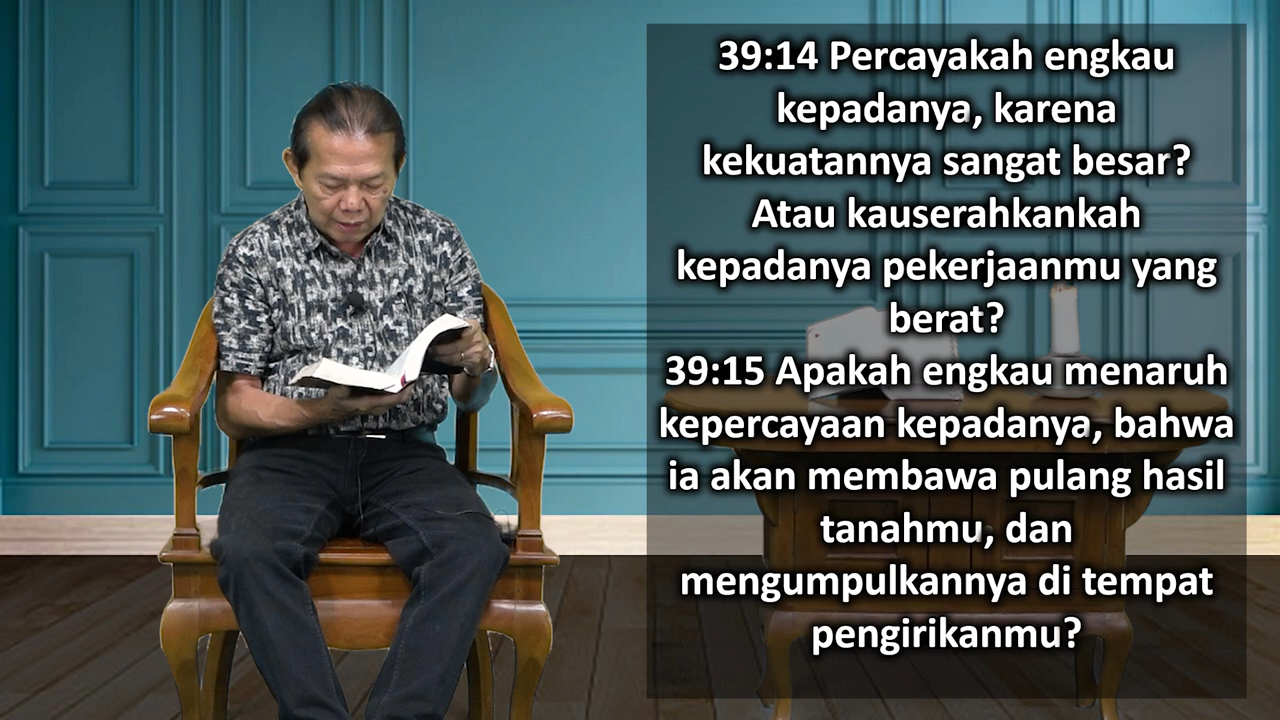 39:14 Percayakah engkau
kepadanya, karena
kekuatannya sangat besar?
Atau kauserahkankah
kepadanya pekerjaanmu yang
berat?
39:15 Apakah engkau menaruh
kepercayaan kepadanya, bahwa
ia akan membawa pulang hasil
tanahmu, dan
mengumpulkannya di tempat
pengirikanmu?